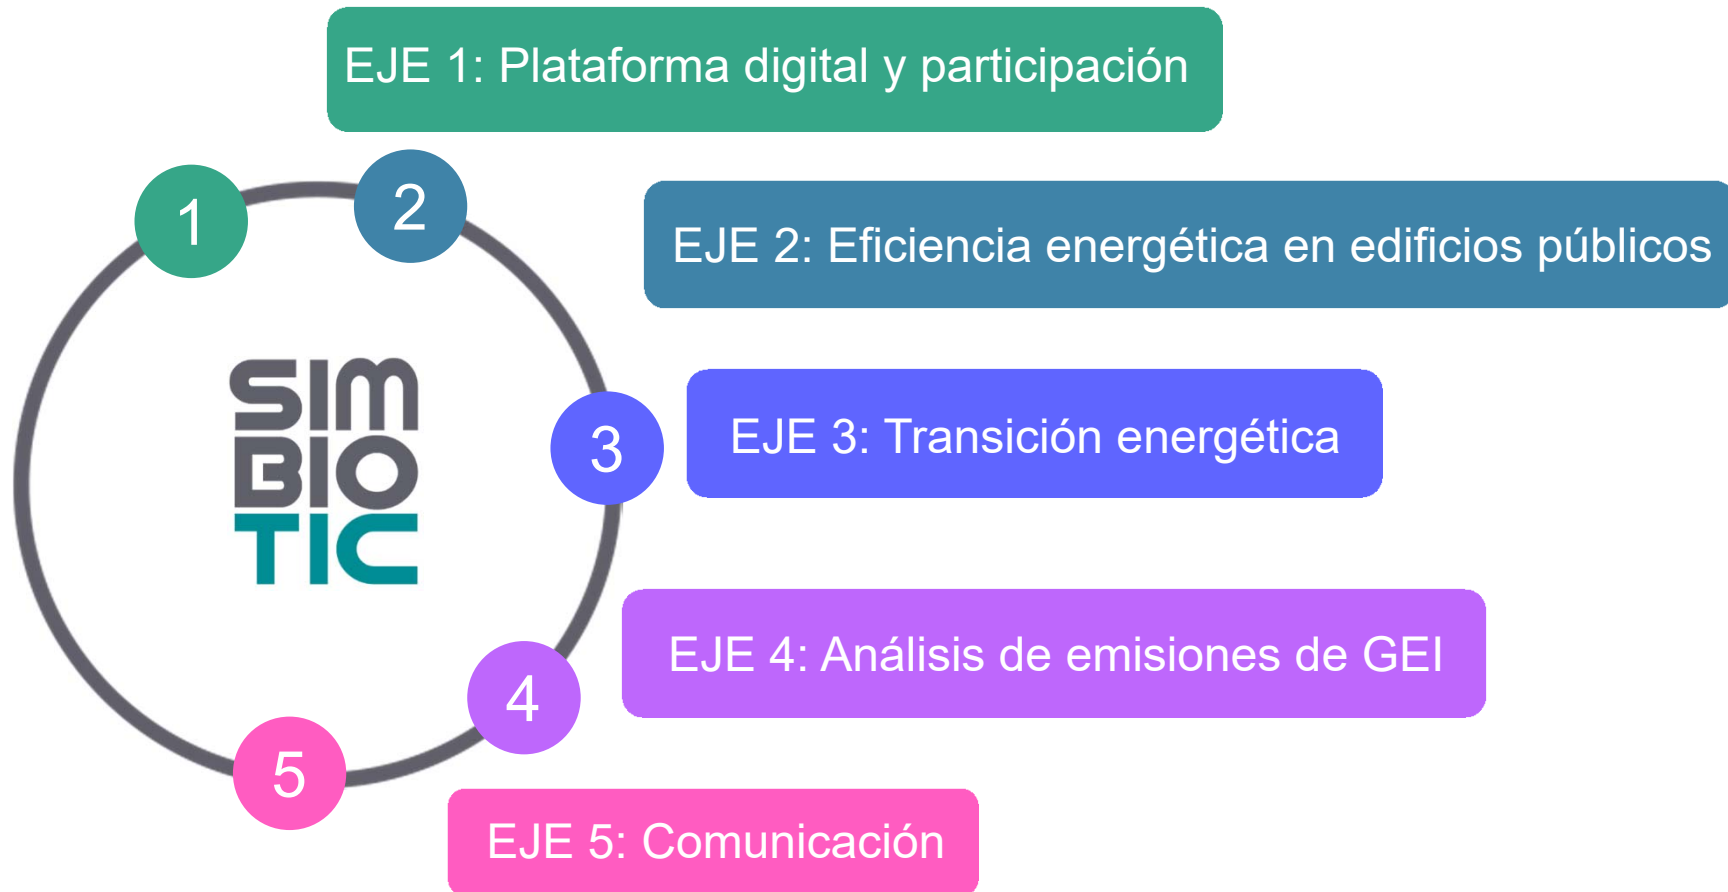 EJE 1: Plataforma digital y participación
1
2
EJE 2: Eficiencia energética en edificios públicos
SIM
BIO
TIC
3
EJE 3: Transición energética
EJE 4: Análisis de emisiones de GEI
4
5
EJE 5: Comunicación